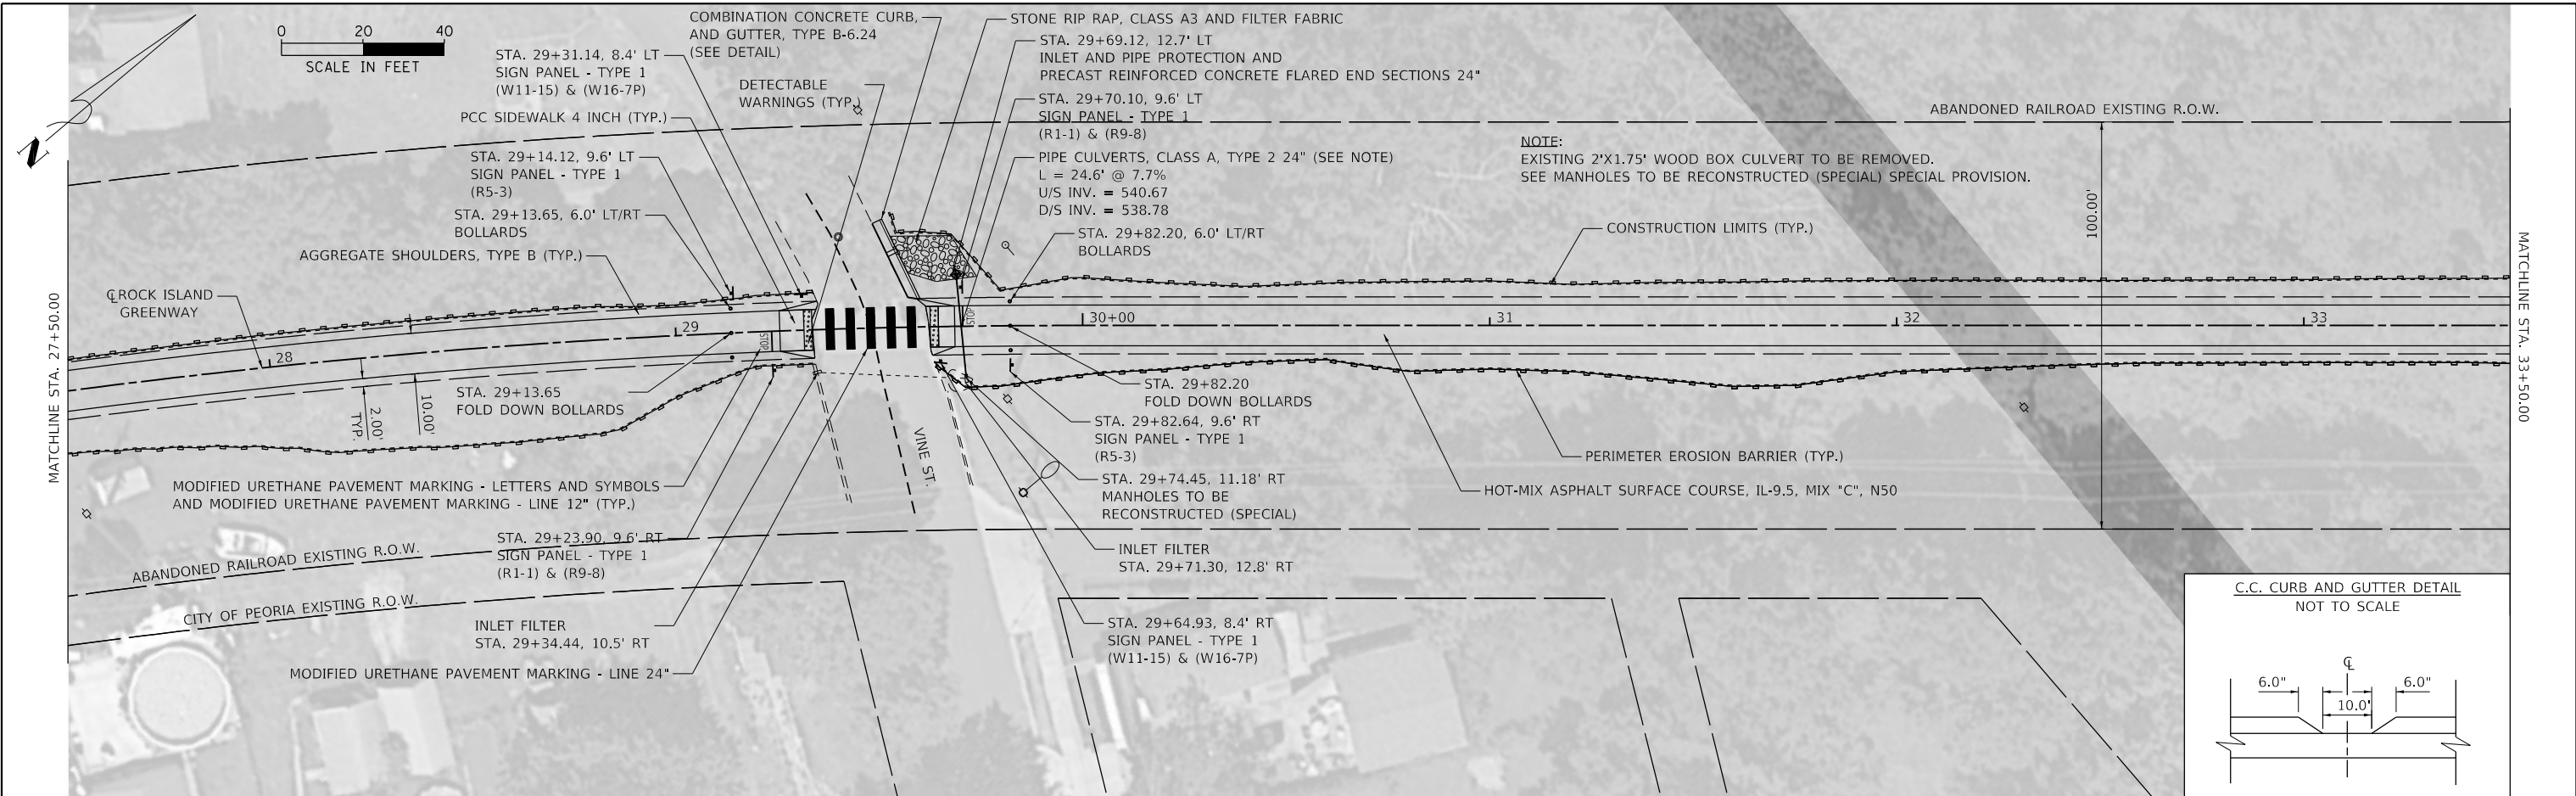 0 20 40
SCALE IN FEET
N
STA. 29+31.14, 8.4' LT
SIGN PANEL - TYPE 1
(W11-15) & (W16-7P)
PCC SIDEWALK 4 INCH (TYP.)
STA. 29+14.12, 9.6' LT
SIGN PANEL - TYPE 1
(R5-3)
STA. 29+13.65, 6.0' LT/RT
BOLLARDS
AGGREGATE SHOULDERS, TYPE B (TYP.)
℄ ROCK ISLAND
GREENWAY
MATCHLINE STA. 27+50.00
COMBINATION CONCRETE CURB,
AND GUTTER, TYPE B-6.24
(SEE DETAIL)
DETECTABLE
WARNINGS (TYP.)
STONE RIP RAP, CLASS A3 AND FILTER FABRIC
STA. 29+69.12, 12.7' LT
INLET AND PIPE PROTECTION AND
PRECAST REINFORCED CONCRETE FLARED END SECTIONS 24"
STA. 29+70.10, 9.6' LT
SIGN PANEL - TYPE 1
(R1-1) & (R9-8)
PIPE CULVERTS, CLASS A, TYPE 2 24" (SEE NOTE)
L = 24.6' @ 7.7%
U/S INV. = 540.67
D/S INV. = 538.78
STA. 29+82.20, 6.0' LT/RT
BOLLARDS
ABANDONED RAILROAD EXISTING R.O.W.
NOTE:
EXISTING 2'X1.75' WOOD BOX CULVERT TO BE REMOVED.
SEE MANHOLES TO BE RECONSTRUCTED (SPECIAL) SPECIAL PROVISION.
100.00'
CONSTRUCTION LIMITS (TYP.)
MATCHLINE STA. 33+50.00
28
29
30+00
31
32
33
STOP
STOP
2.00'
TYP.
10.00'
STA. 29+13.65
FOLD DOWN BOLLARDS
VINE ST.
STA. 29+82.20
FOLD DOWN BOLLARDS
STA. 29+82.64, 9.6' RT
SIGN PANEL - TYPE 1
(R5-3)
STA. 29+74.45, 11.18' RT
MANHOLES TO BE
RECONSTRUCTED (SPECIAL)
INLET FILTER
STA. 29+71.30, 12.8' RT
PERIMETER EROSION BARRIER (TYP.)
HOT-MIX ASPHALT SURFACE COURSE, IL-9.5, MIX "C", N50
MODIFIED URETHANE PAVEMENT MARKING - LETTERS AND SYMBOLS
AND MODIFIED URETHANE PAVEMENT MARKING - LINE 12" (TYP.)
STA. 29+23.90, 9.6' RT
SIGN PANEL - TYPE 1
(R1-1) & (R9-8)
ABANDONED RAILROAD EXISTING R.O.W.
CITY OF PEORIA EXISTING R.O.W.
INLET FILTER
STA. 29+34.44, 10.5' RT
MODIFIED URETHANE PAVEMENT MARKING - LINE 24"
STA. 29+64.93, 8.4' RT
SIGN PANEL - TYPE 1
(W11-15) & (W16-7P)
C.C. CURB AND GUTTER DETAIL
NOT TO SCALE
℄
6.0" 6.0"
10.0'